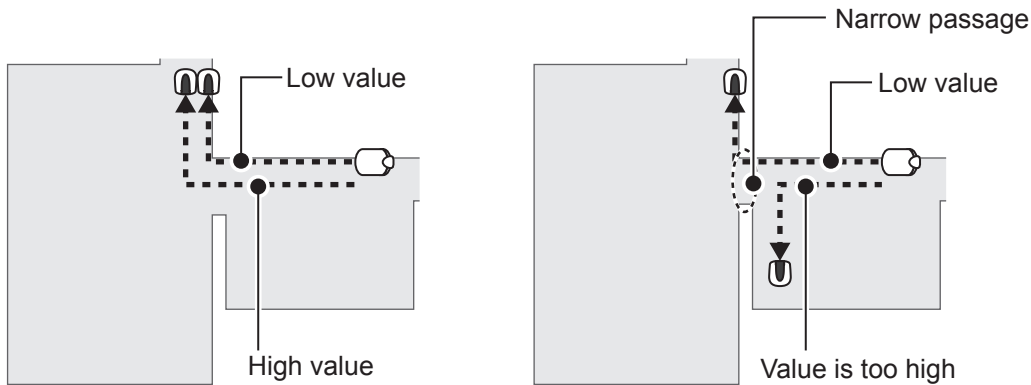 Low value
High value
Narrow passage
Low value
Value is too high